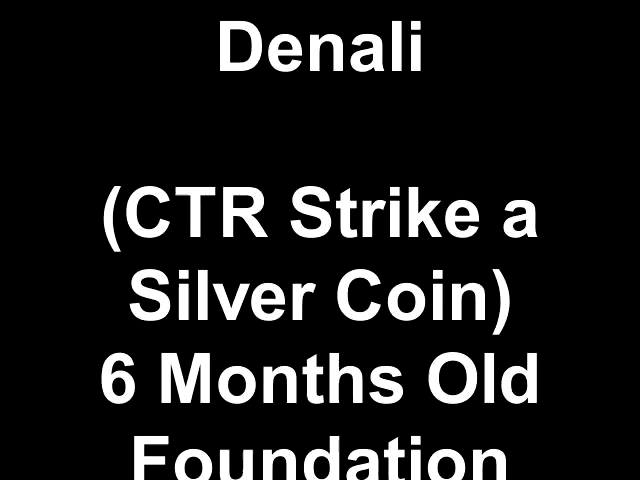 Denali
(CTR Strike a
Silver Coin)
6 Months Old
Foundation